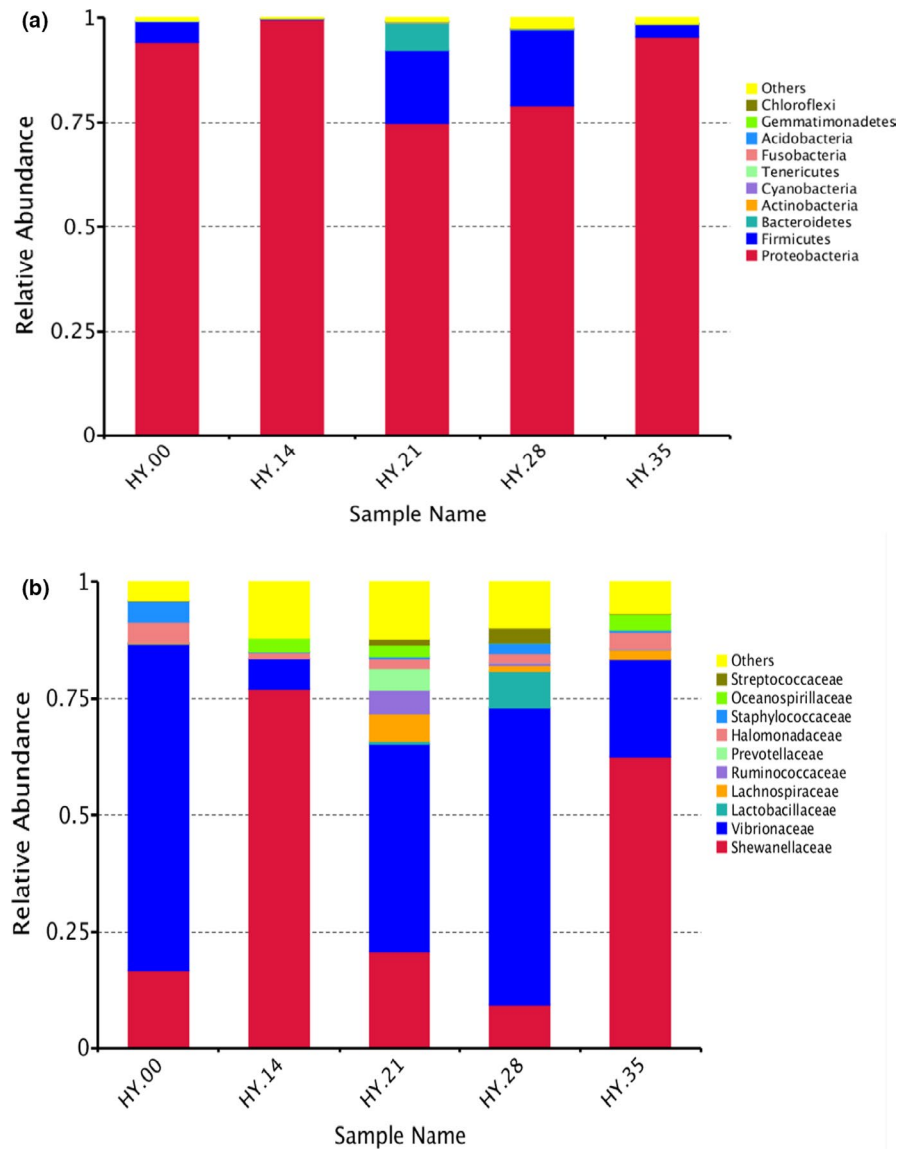 (a)
1
0.75
0.5
0.25
0
Relative Abundance
HY.00
HY.14
HY.21
HY.28
HY.35
Sample Name
Others
Chloroflexi
Gemmatimonadetes
Acidobacteria
Fusobacteria
Tenericutes
Cyanobacteria
Actinobacteria
Bacteroidetes
Firmicutes
Proteobacteria
(b)
1
0.75
0.5
0.25
0
Relative Abundance
HY.00
HY.14
HY.21
HY.28
HY.35
Sample Name
Others
Streptococcaceae
Oceanospirillaceae
Staphylococcaceae
Halomonadaceae
Prevotellaceae
Ruminococcaceae
Lachnospiraceae
Lactobacillaceae
Vibrionaceae
Shewanellaceae